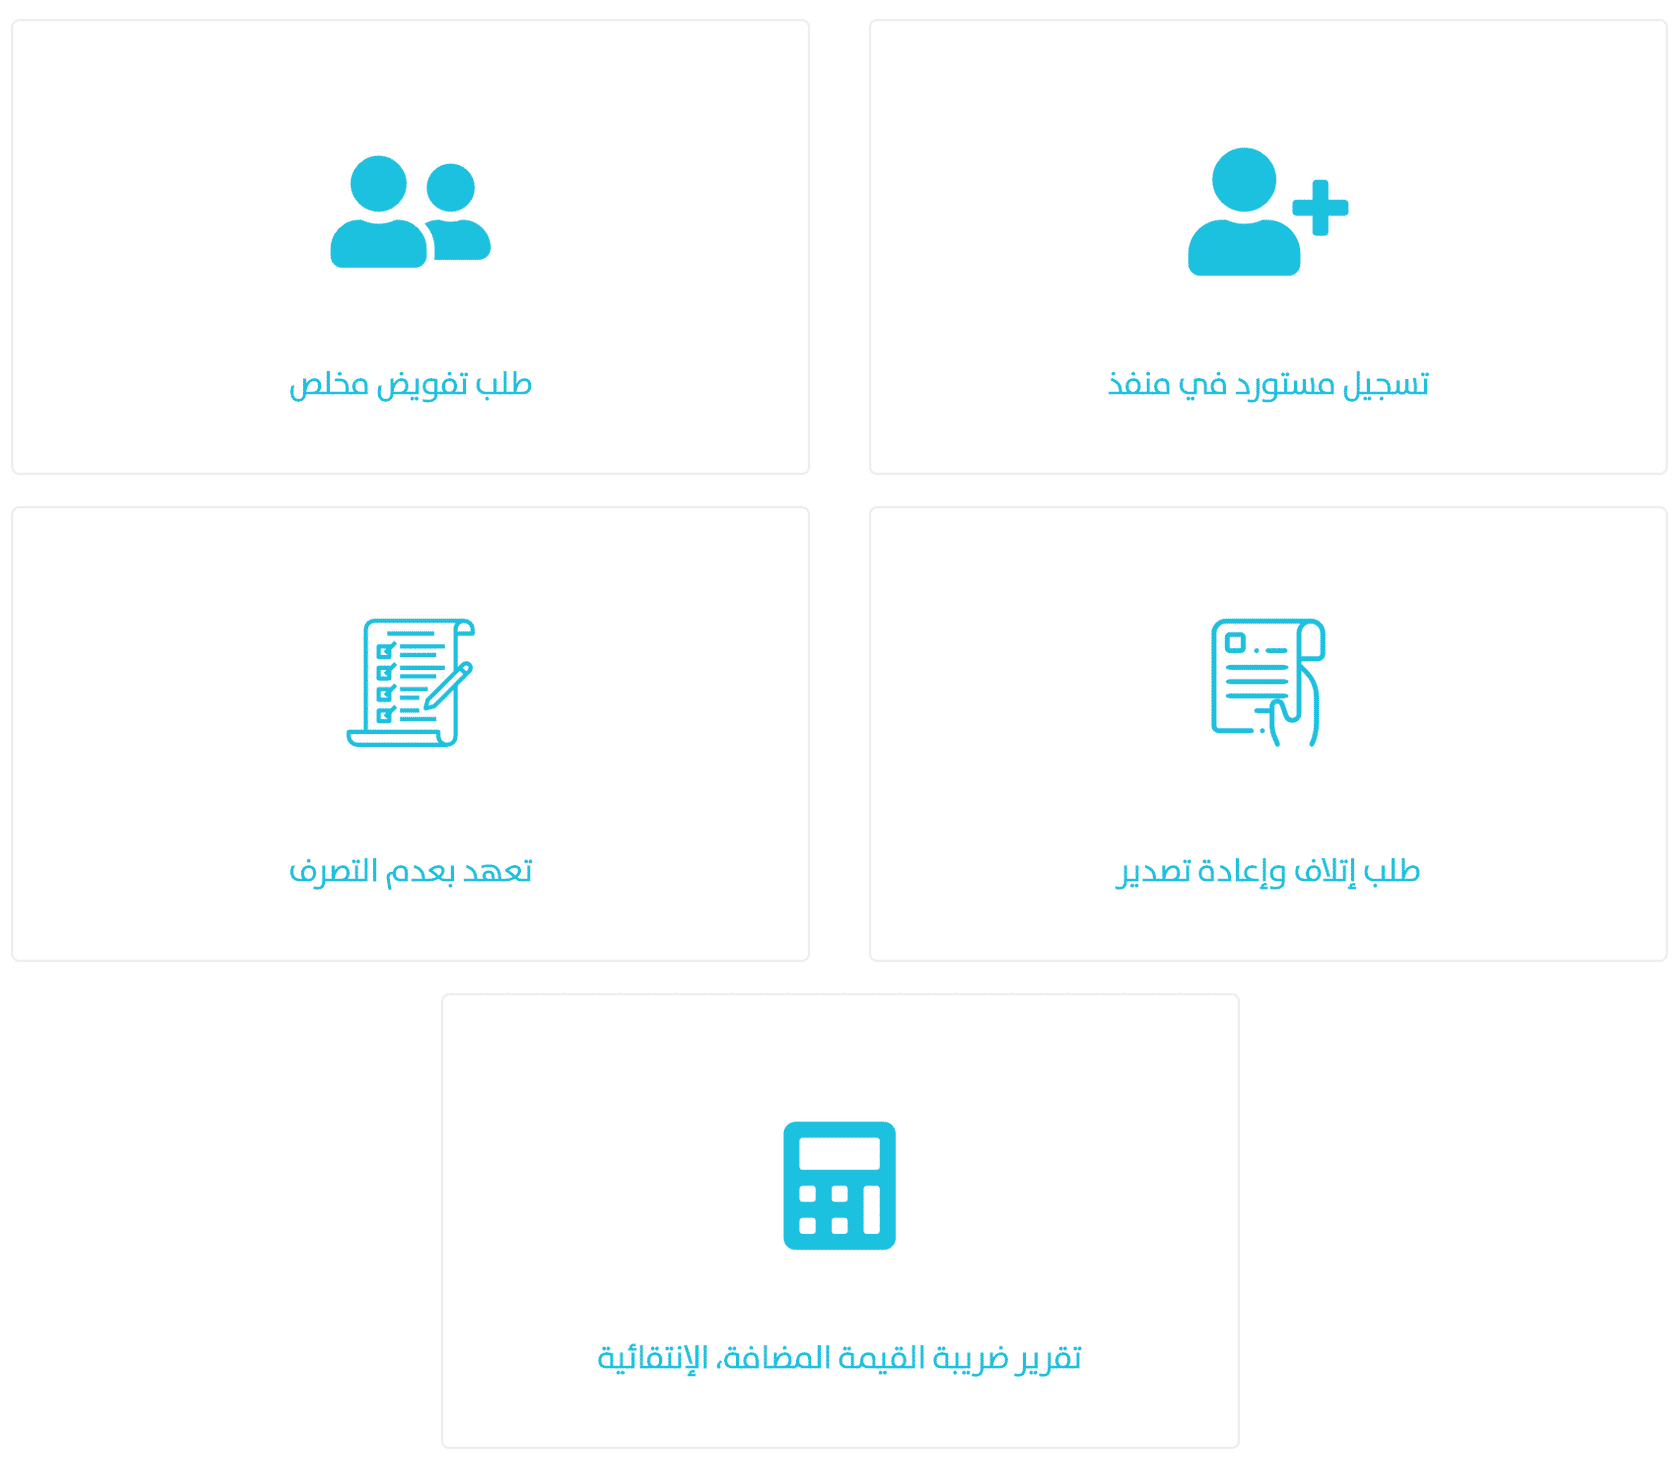 تسجيل مستورد في منفذ
طلب تفويض مخلص
طلب إتلاف وإعادة تصدير
تعهد بعدم التصرف
تقرير ضريبة القيمة المضافة، الإنتقائية